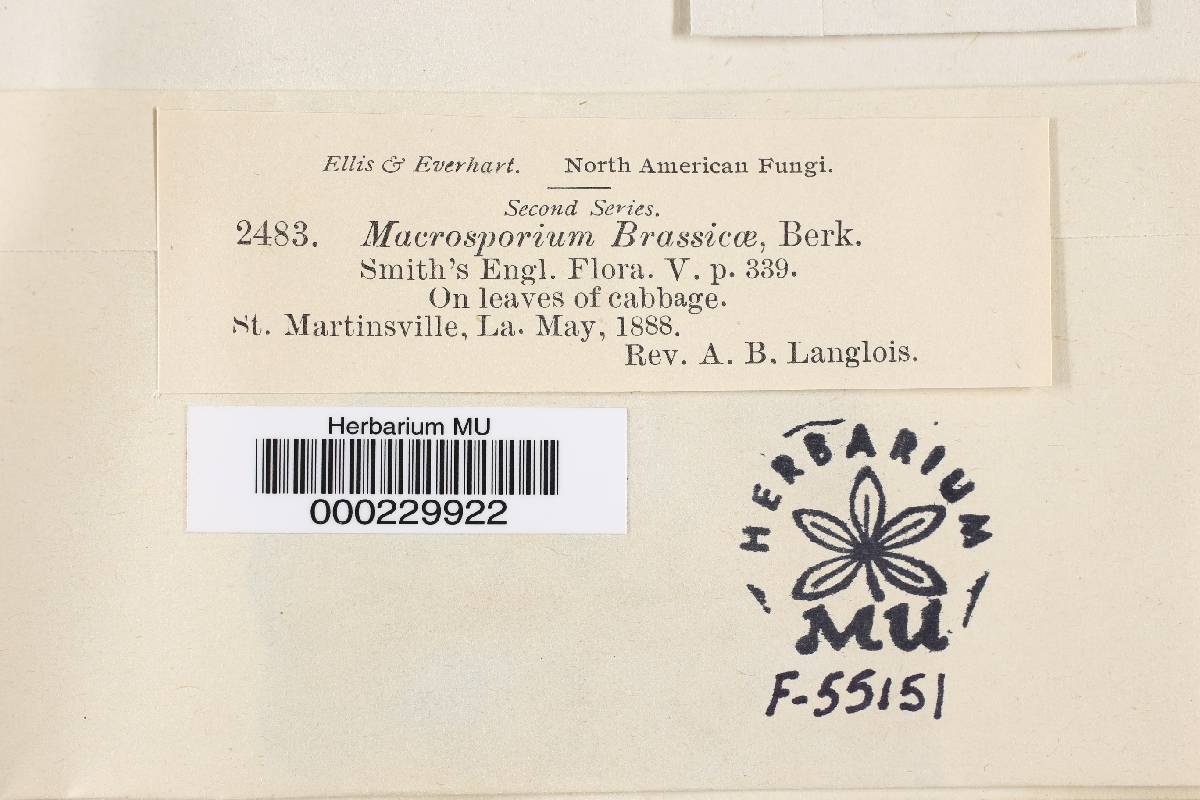 Ellis & Everhart. North American Fungi.
Second Series.
2483. Macrosporium Brassicæ, Berk.
Smith's Engl. Flora. V. p. 339.
On leaves of cabbage.
St. Martinsville, La. May, 1888.
Rev. A. B. Langlois.
Herbarium MU
000229922
HERBARIUM
MU
F-55151